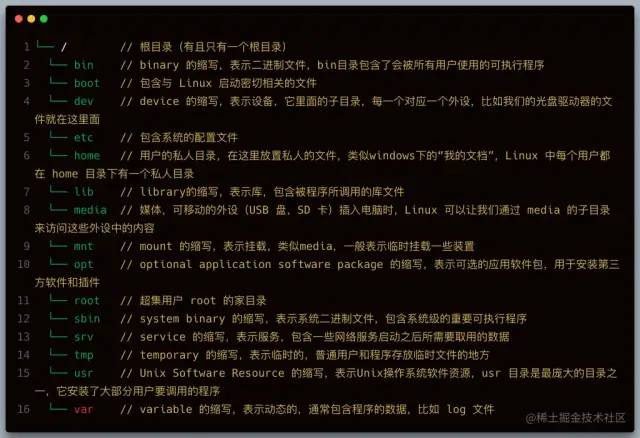 1 └── / // 根目录（有且只有一个根目录）
2 └── bin // binary 的缩写，表示二进制文件，bin目录包含了会被所有用户使用的可执行程序
3 └── boot // 包含与 Linux 启动密切相关的文件
4 └── dev // device 的缩写，表示设备，它里面的子目录，每一个对应一个外设，比如我们的光盘驱动器的文
件就在这里面
5 └── etc // 包含系统的配置文件
6 └── home // 用户的私人目录，在这里放置私人的文件，类似windows下的“我的文档”，Linux 中每个用户都
在 home 目录下有一个私人目录
7 └── lib // library的缩写，表示库，包含被程序所调用的库文件
8 └── media // 媒体，可移动的外设（USB 盘，SD 卡）插入电脑时，Linux 可以让我们通过 media 的子目录
来访问这些外设中的内容
9 └── mnt // mount 的缩写，表示挂载，类似media，一般表示临时挂载一些装置
10 └── opt // optional application software package 的缩写，表示可选的应用软件包，用于安装第三
方软件和插件
11 └── root // 超集用户 root 的家目录
12 └── sbin // system binary 的缩写，表示系统二进制文件，包含系统级的重要可执行程序
13 └── srv // service 的缩写，表示服务，包含一些网络服务启动之后所需要取用的数据
14 └── tmp // temporary 的缩写，表示临时的，普通用户和程序存放临时文件的地方
15 └── usr // Unix Software Resource 的缩写，表示Unix操作系统软件资源，usr 目录是最庞大的目录之
一，它安装了大部分用户要调用的程序
16 └── var // variable 的缩写，表示动态的，通常包含程序的数据，比如 log 文件
@稀土掘金技术社区